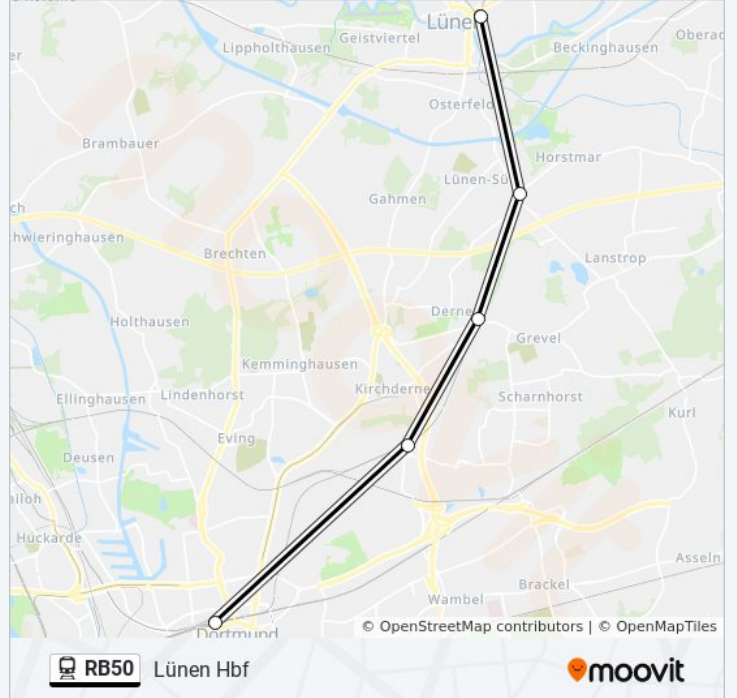 Lünen
Geistviertel
Oberad
Lippholthausen
Beckinghausen
er
Osterfeld
Brambauer
Horstmar
Lünen-Sü
Gahmen
ch
hwieringhausen
Brechten
Lanstrop
Derne
Holthausen
Grevel
Kemminghausen
Kirchderne
Ellinghausen
Lindenhorst
Scharnhorst
Kurl
Eving
Deusen
ailoh
Huckarde
Asseln
Brackel
Wambel
© OpenStreetMap contributors | © OpenMapTiles
Dortmund
RB50 Lünen Hbf
moovit